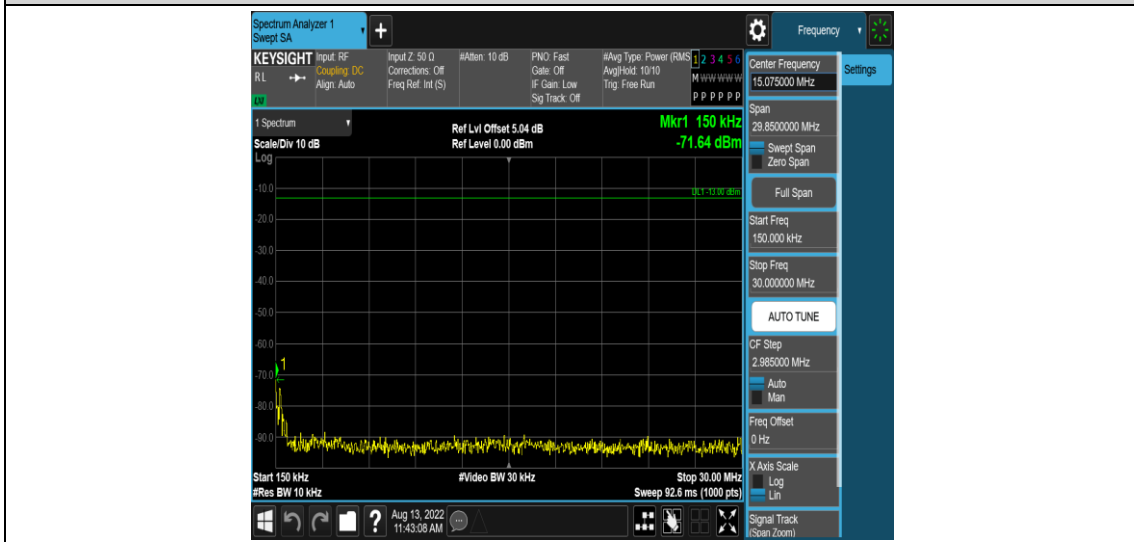 Spectrum Analyzer 1
Swept SA
+
Frequency
KEYSIGHT
RL
Input: RF
Coupling: DC
Align: Auto
Input Z: 50 Ω
Corrections: Off
Freq Ref: Int (S)
#Atten: 10 dB
PNO: Fast
Gate: Off
IF Gain: Low
Sig Track: Off
#Avg Type: Power (RMS
Avg|Hold: 10/10
Trig: Free Run
1 2 3 4 5 6
M W W W W W
P P P P P P
1 Spectrum
Scale/Div 10 dB
Ref Lvl Offset 5.04 dB
Ref Level 0.00 dBm
Mkr1 150 kHz
-71.64 dBm
Log
DL1 -13.00 dBm
-10.0
-20.0
-30.0
-40.0
-50.0
-60.0
1
-70.0
-80.0
-90.0
Start 150 kHz
#Video BW 30 kHz
Stop 30.00 MHz
#Res BW 10 kHz
Sweep 92.6 ms (1000 pts)
?
Aug 13, 2022
11:43:08 AM
Center Frequency
15.075000 MHz
Settings
Span
29.8500000 MHz
Swept Span
Zero Span
Full Span
Start Freq
150.000 kHz
Stop Freq
30.000000 MHz
AUTO TUNE
CF Step
2.985000 MHz
Auto
Man
Freq Offset
0 Hz
X Axis Scale
Log
Lin
Signal Track
(Span Zoom)